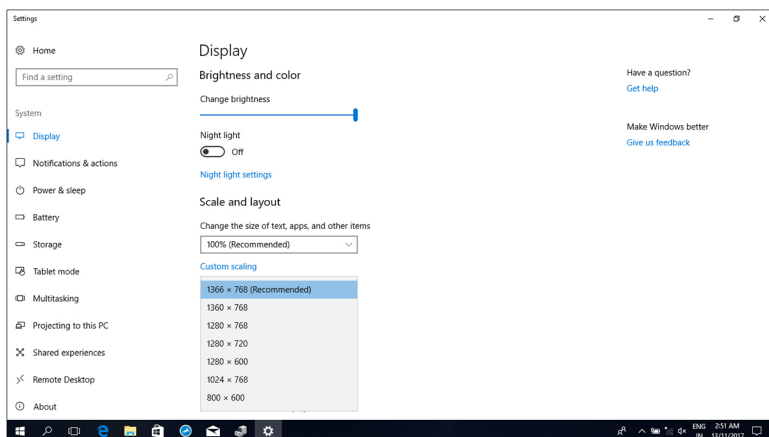 Settings
Home
Find a setting
System
Display
Notifications & actions
Power & sleep
Battery
Storage
Tablet mode
Multitasking
Projecting to this PC
Shared experiences
Remote Desktop
About
Display
Brightness and color
Change brightness
Night light
Off
Night light settings
Scale and layout
Change the size of text, apps, and other items
100% (Recommended)
Custom scaling
1366 × 768 (Recommended)
1360 × 768
1280 × 768
1280 × 720
1280 × 600
1024 × 768
800 × 600
Have a question?
Get help
Make Windows better
Give us feedback
ENG 2:51 AM
IN 13/11/2017